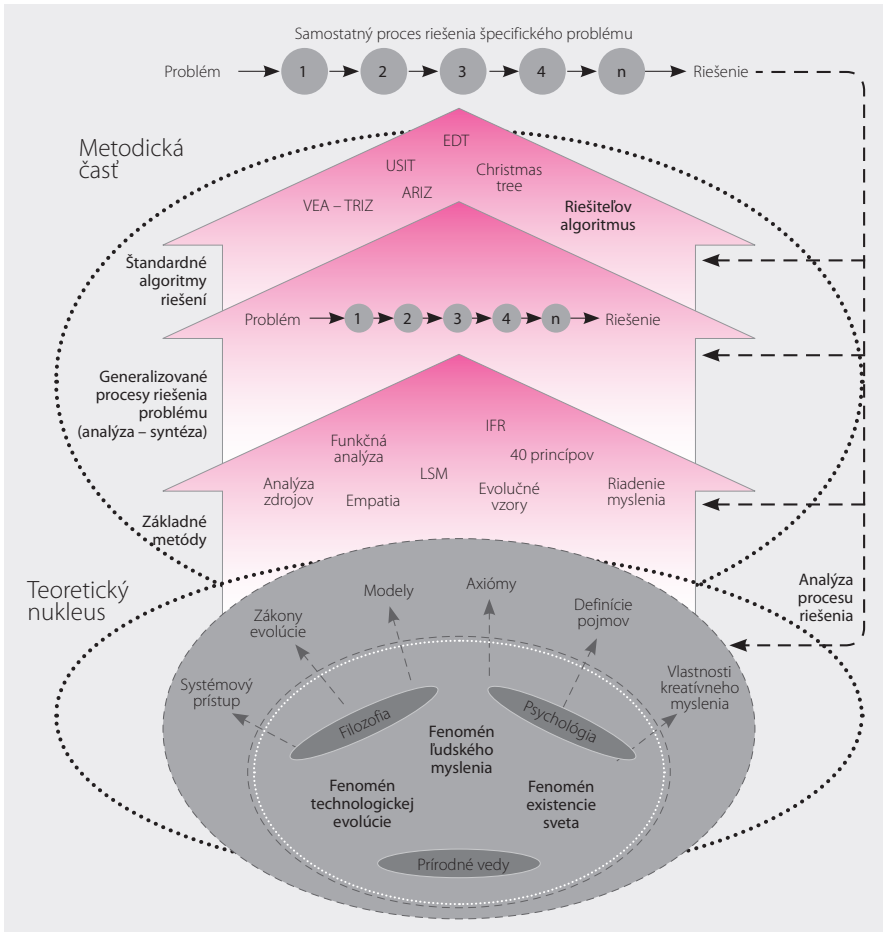 Samostatný proces riešenia špecifického problému
Problém 1 2 3 4 n Riešenie
Metodická
časť
EDT
USIT
Christmas
tree
ARIZ
VEA – TRIZ
Riešiteľov
algoritmus
Štandardné
algoritmy
riešení
Problém 1 2 3 4 n Riešenie
Generalizované
procesy riešenia
problému
(analýza – syntéza)
IFR
Funkčná
analýza
40 princípov
LSM
Analýza
zdrojov
Empatia
Evolučné
vzory
Riadenie
myslenia
Základné
metódy
Teoretický
nukleus
Analýza
procesu
riešenia
Axiómy
Modely
Definície
pojmov
Zákony
evolúcie
Systémový
prístup
Vlastnosti
kreatívneho
myslenia
Filozofia
Psychológia
Fenomén
ľudského
myslenia
Fenomén
technologickej
evolúcie
Fenomén
existencie
sveta
Prírodné vedy